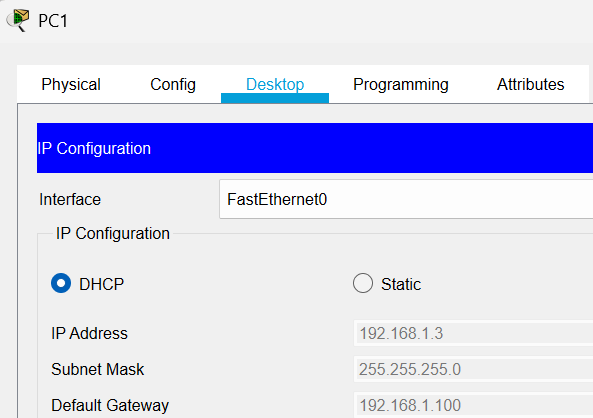 PC1
Physical Config Desktop Programming Attributes
IP Configuration
Interface FastEthernet0
IP Configuration
DHCP Static
IP Address 192.168.1.3
Subnet Mask 255.255.255.0
Default Gateway 192.168.1.100